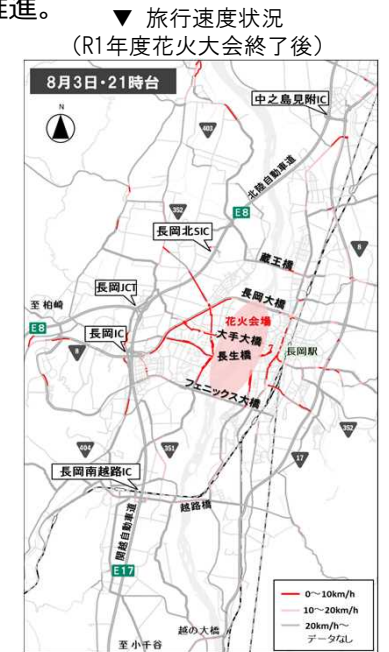 進。
▼ 旅行速度状況
（R1年度花火大会終了後）
8月3日・21時台
中之島見附IC
N
403
北陸自動車道
352
E8
8
長岡北SIC
蔵王橋
長岡JCT
長岡大橋
至 柏崎
花火会場
E8
大手大橋
長岡IC
長岡駅
長生橋
8
フェニックス大橋
352
404
351
17
長岡南越路IC
越路橋
関越自動車道
E17
0～10km/h
10～20km/h
20km/h～
データなし
越の大橋
至 小千谷